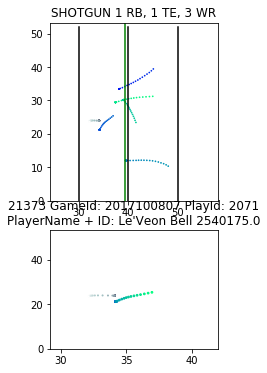 SHOTGUN 1 RB, 1 TE, 3 WR
50
40
30
20
10
0
30 40 50
21373 GameId: 2017100807 PlayId: 2071
PlayerName + ID: Le'Veon Bell 2540175.0
40
20
0
30 35 40